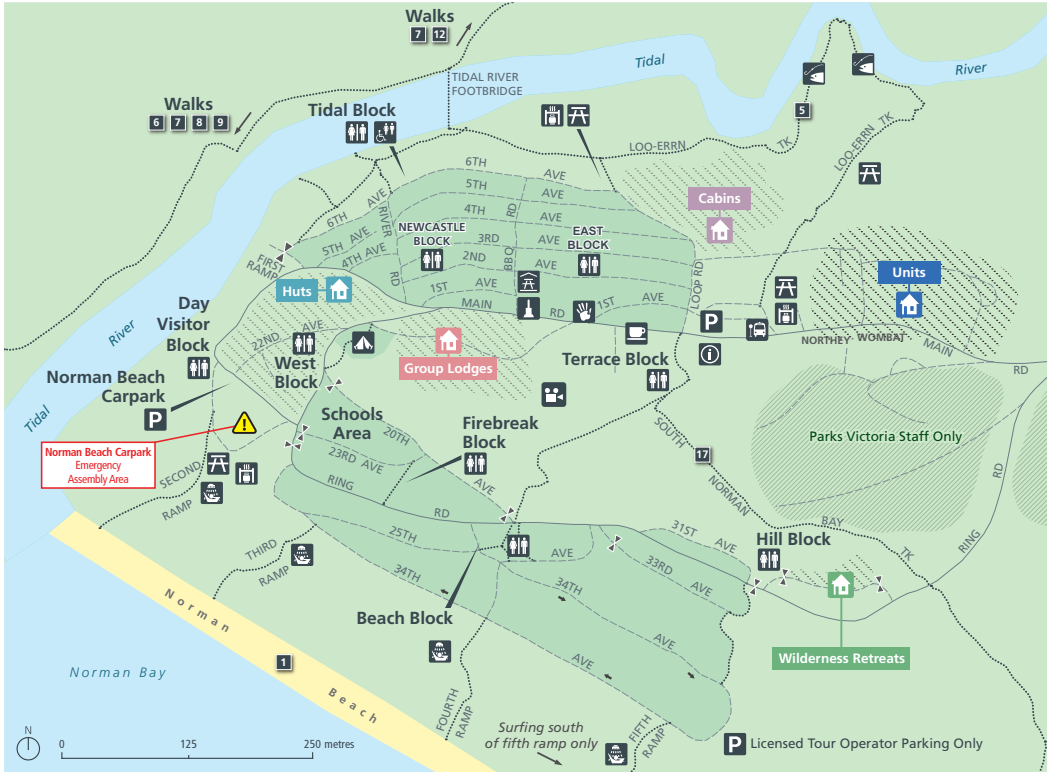 Walks
7 12
Tidal
River
TIDAL RIVER
FOOTBRIDGE
Walks
6 7 8 9
Tidal Block
5
LOO-ERRN
TK
LOO-ERRN TK
6TH AVE
5TH AVE
4TH AVE
3RD AVE
2ND AVE
1ST AVE
6TH AVE
5TH AVE
4TH AVE
RIVER RD
BBQ RD
NEWCASTLE
BLOCK
EAST
BLOCK
Cabins
Units
FIRST
RAMP
Huts
MAIN RD
1ST AVE
LOOP RD
P
i
NORTHEY WOMBAT
MAIN
RD
Day
Visitor
Block
22ND AVE
West
Block
Group Lodges
Terrace Block
River
Tidal
Norman Beach
Carpark
P
Norman Beach Carpark
Emergency
Assembly Area
SECOND
RAMP
Schools
Area
20TH
AVE
23RD AVE
RING
RD
Firebreak
Block
Parks Victoria Staff Only
17
SOUTH
NORMAN
BAY
TK
RING
RD
THIRD
RAMP
25TH
AVE
31ST
AVE
33RD
AVE
Hill Block
34TH
34TH
AVE
AVE
Beach Block
Wilderness Retreats
Norman
Beach
1
Norman Bay
FOURTH
RAMP
FIFTH
RAMP
Surfing south
of fifth ramp only
P Licensed Tour Operator Parking Only
N
0 125 250 metres